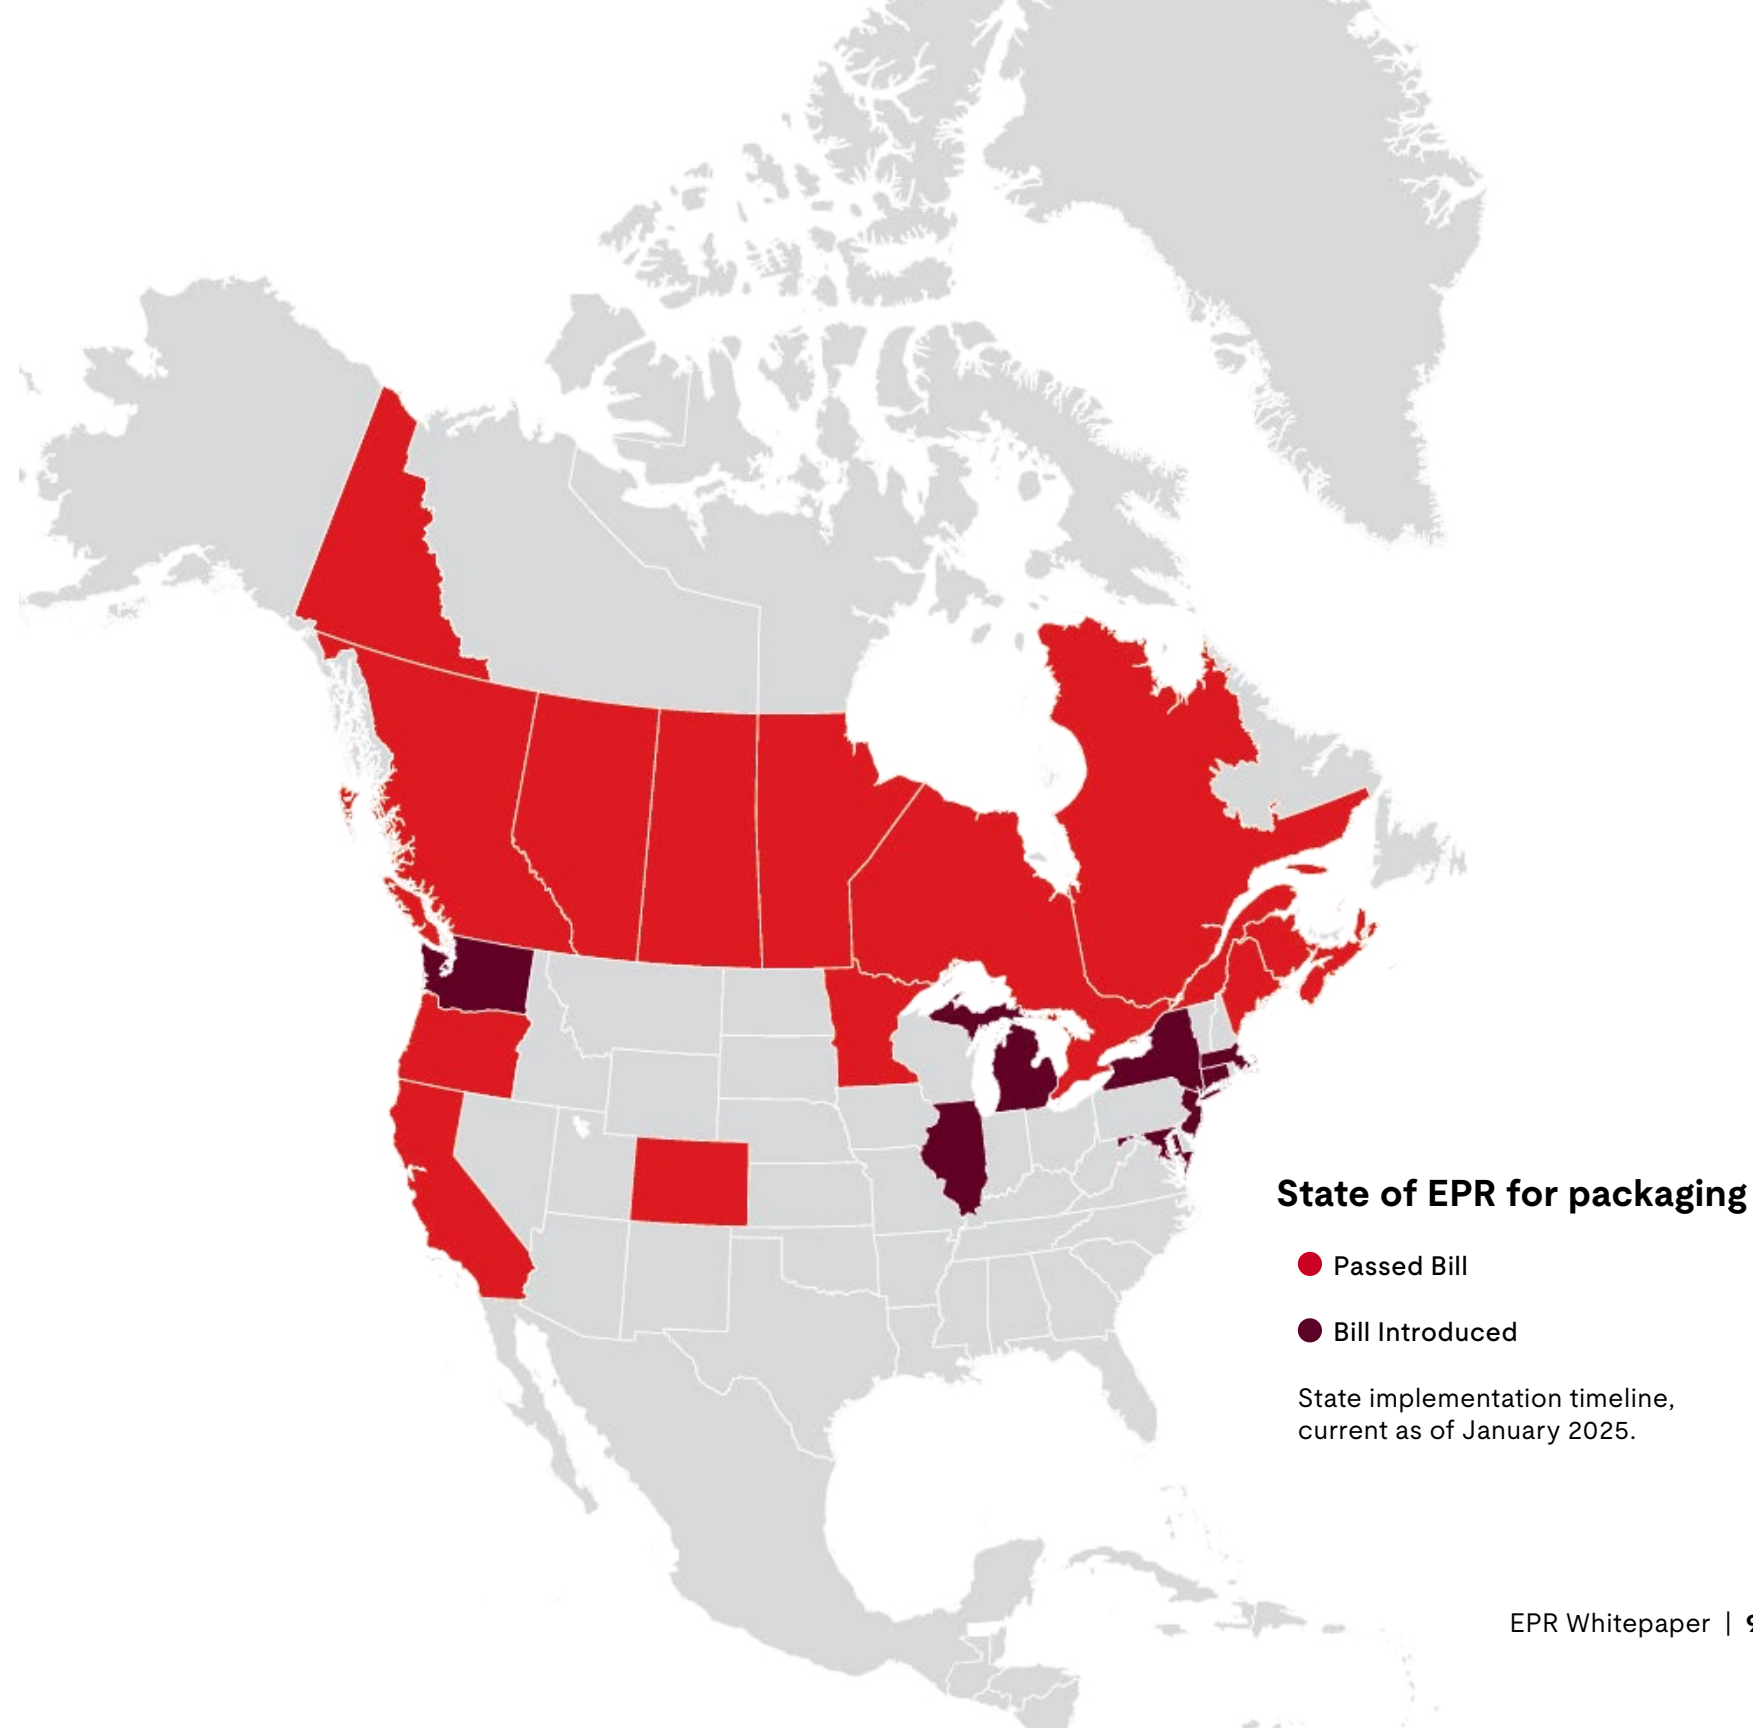 State of EPR for packaging
Passed Bill
Bill Introduced
State implementation timeline,
current as of January 2025.
EPR Whitepaper | 9